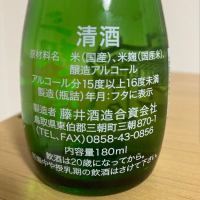 清酒
原材料名 米(国産)、米麹(国産米)、
醸造アルコール
アルコール分15度以上16度未満
製造(瓶詰)年月:フタに表示
製造者 藤井酒造合資会社
鳥取県東伯郡三朝町三朝870-1
(TEL,FAX) 0858-43-0856
内容量180ml
飲酒は20歳になってから。
妊娠中や授乳期の飲酒はさけて下さい。